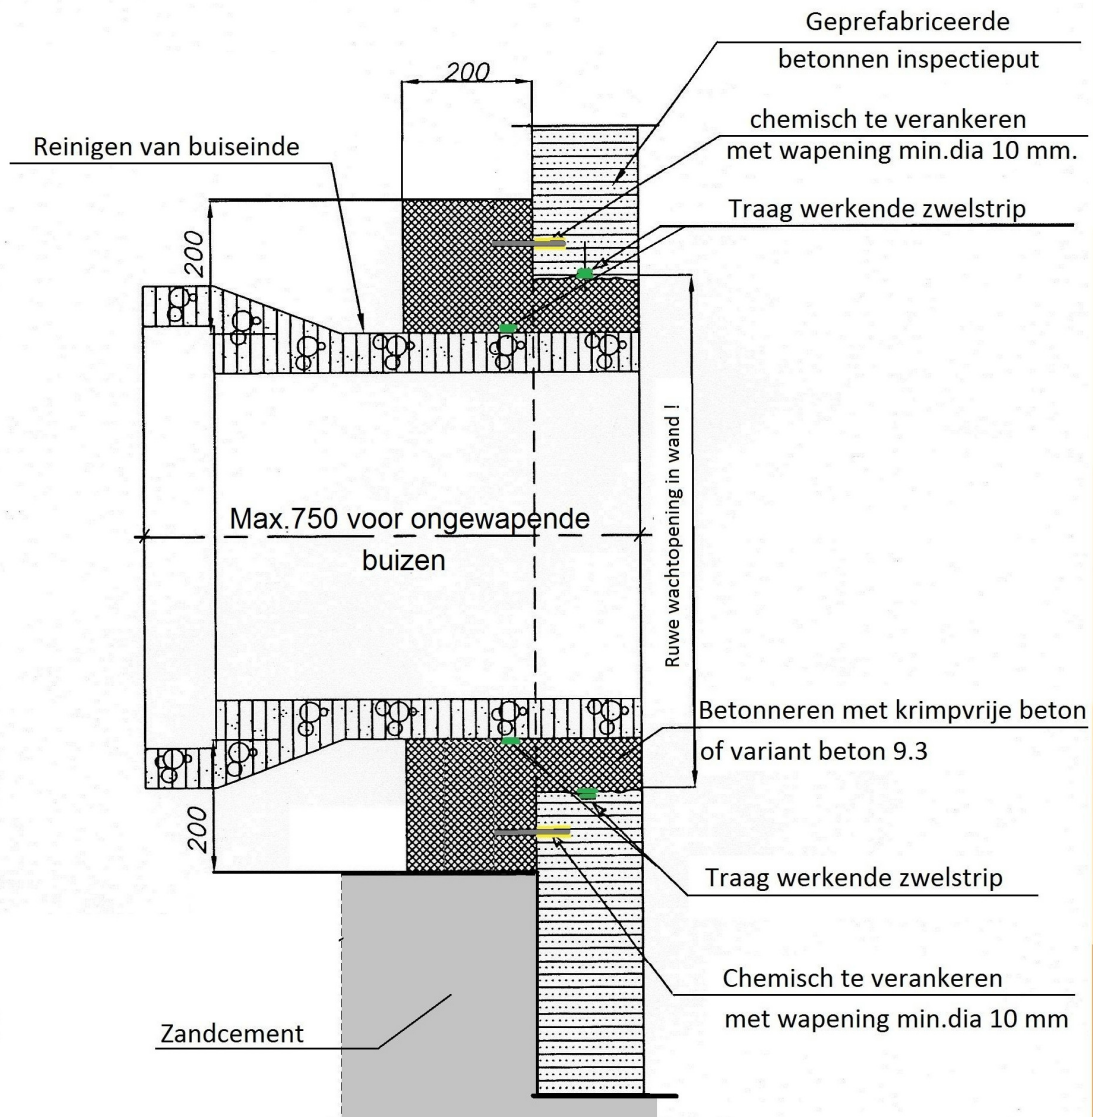 Geprefabriceerde
betonnen inspectieput
200
chemisch te verankeren
met wapening min.dia 10 mm.
Reinigen van buiseinde
Traag werkende zwelstrip
200
Max.750 voor ongewapende
buizen
Ruwe wachtopening in wand !
Betonneren met krimpvrije beton
of variant beton 9.3
200
Traag werkende zwelstrip
Chemisch te verankeren
met wapening min.dia 10 mm
Zandcement